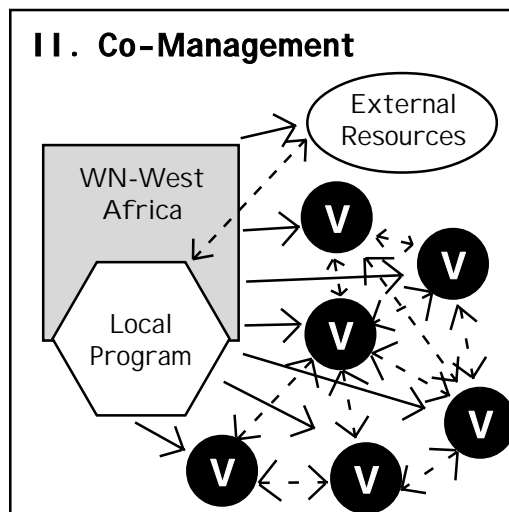 II. Co-Management
External
Resources
WN-West
Africa
Local
Program
V
V
V
V
V
V